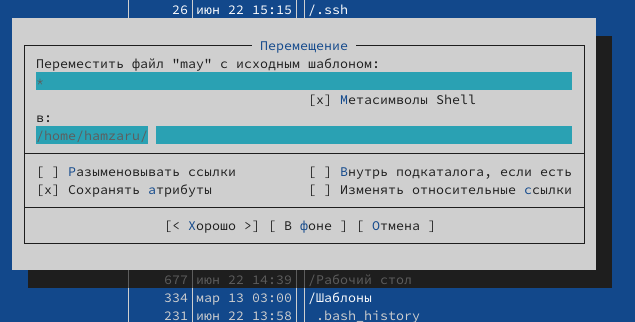 26 июн 22 15:15 /.ssh
Перемещение
Переместить файл "may" с исходным шаблоном:
*
[x] Метасимволы Shell
в:
/home/hamzaru/
[ ] Разыменовывать ссылки [ ] Внутрь подкаталога, если есть
[x] Сохранять атрибуты [ ] Изменять относительные ссылки
[< Хорошо >] [ В фоне ] [ Отмена ]
677 июн 22 14:39 /Рабочий стол
334 мар 13 03:00 /Шаблоны
231 июн 22 13:58 .bash_history